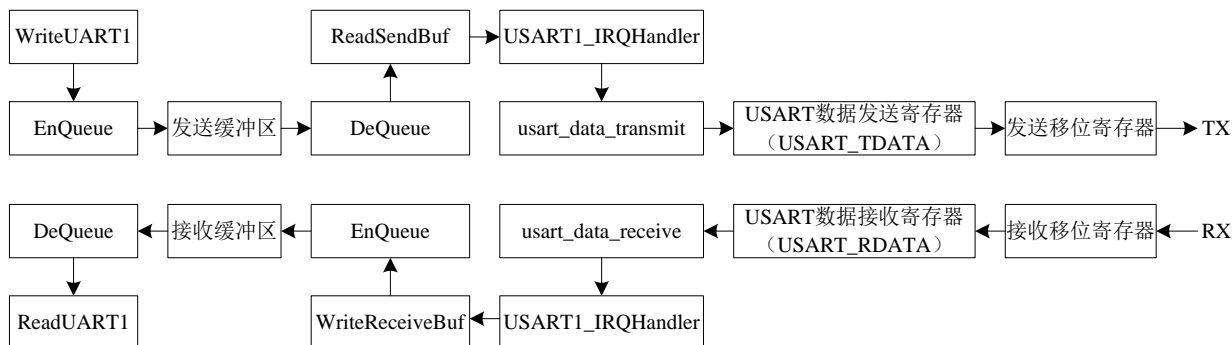 WriteUART1
ReadSendBuf
USART1_IRQHandler
EnQueue
发送缓冲区
DeQueue
usart_data_transmit
USART数据发送寄存器
（USART_TDATA）
发送移位寄存器
TX
DeQueue
接收缓冲区
EnQueue
usart_data_receive
USART数据接收寄存器
（USART_RDATA）
接收移位寄存器
RX
ReadUART1
WriteReceiveBuf
USART1_IRQHandler